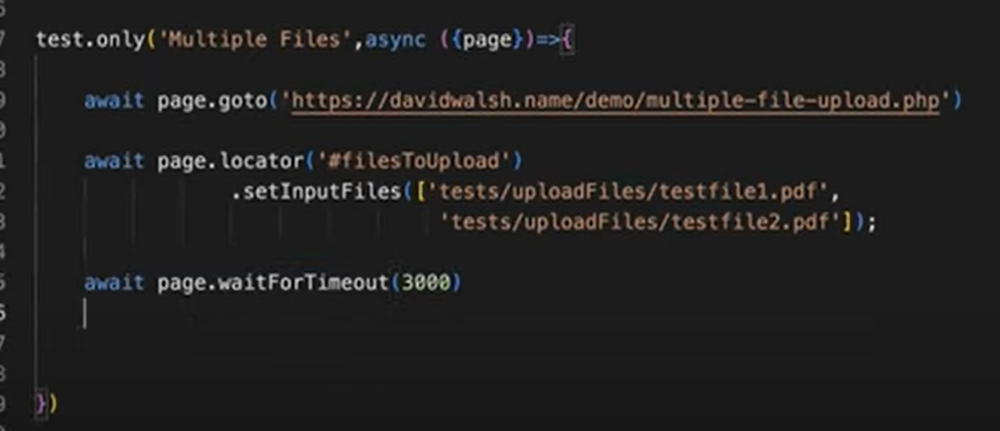 test.only('Multiple Files',async ({page})=>{
await page.goto('https://davidwalsh.name/demo/multiple-file-upload.php')
await page.locator('#filesToUpload')
.setInputFiles(['tests/uploadFiles/testfile1.pdf',
'tests/uploadFiles/testfile2.pdf']);
await page.waitForTimeout(3000)
})